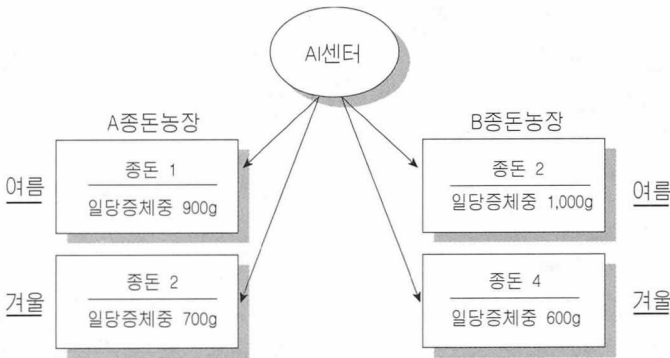 AI센터
A종돈농장
B종돈농장
여름
종돈 1
일당증체중 900g
종돈 2
일당증체중 1,000g
여름
겨울
종돈 2
일당증체중 700g
종돈 4
일당증체중 600g
겨울